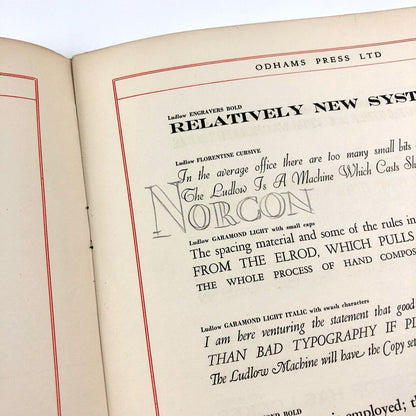 ODHAMS PRESS LTD
Ludlow ENGRAVERS BOLD
RELATIVELY NEW SYST
Ludlow FLORENTINE CURSIVE
In the average office there are too many small bits
The Ludlow Is A Machine Which Casts
NORCON
Ludlow GARAMOND LIGHT with small caps
The spacing material and some of the rules in
FROM THE ELROD, WHICH PULLS
THE WHOLE PROCESS OF HAND COMPOS
Ludlow GARAMOND LIGHT ITALIC with swash characters
I am here venturing the statement that good
THAN BAD TYPOGRAPHY IF PE
The Ludlow Machine will have the Copy set
BOLD
employed; th